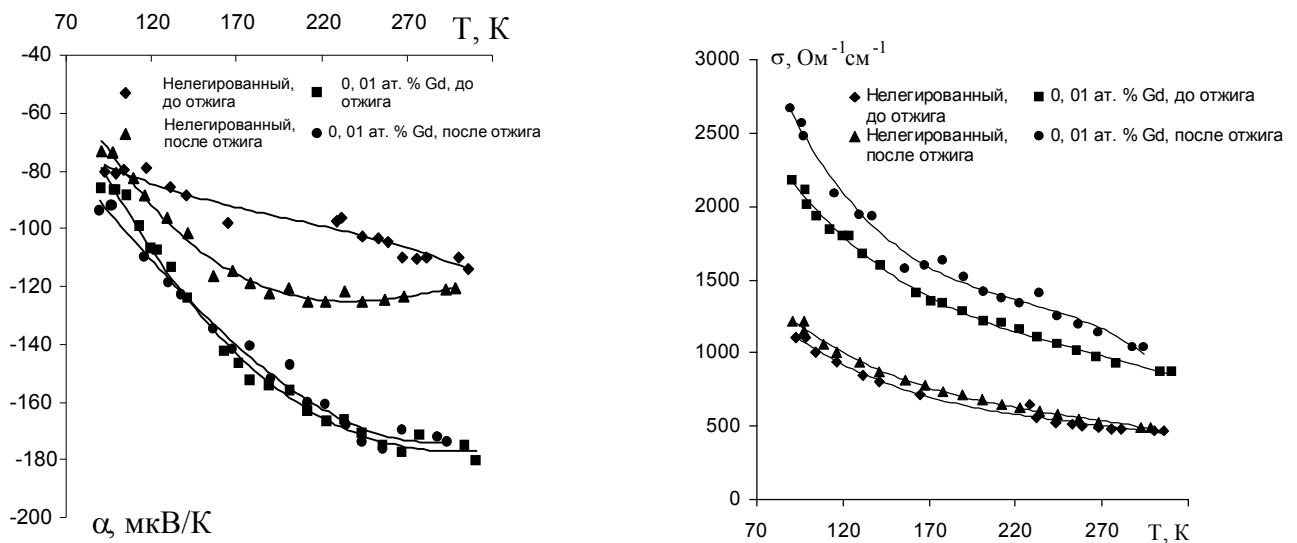 70 120 170 220 270 T, K
-40
-60
-80
-100
-120
-140
-160
-180
-200
Нелегированный,
до отжига
0, 01 ат. % Gd, до
отжига
Нелегированный,
после отжига
0, 01 ат. % Gd, после отжига
α, мкВ/К
σ, Ом⁻¹см⁻¹
3000
2500
2000
1500
1000
500
0
Нелегированный,
до отжига
0, 01 ат. % Gd, до отжига
Нелегированный,
после отжига
0, 01 ат. % Gd, после отжига
70 120 170 220 270 Т, К